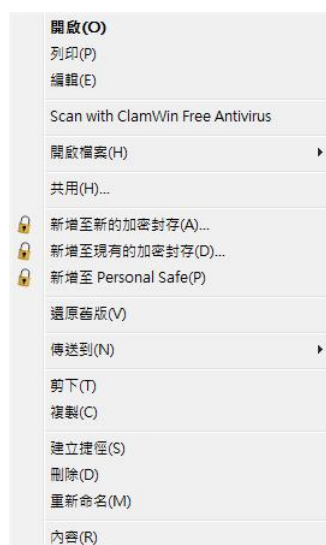 開啟(O)
列印(P)
編輯(E)
Scan with ClamWin Free Antivirus
開啟檔案(H)
共用(H)...
新增至新的加密封存(A)...
新增至現有的加密封存(D)...
新增至 Personal Safe(P)
還原舊版(V)
傳送到(N)
剪下(T)
複製(C)
建立捷徑(S)
刪除(D)
重新命名(M)
內容(R)